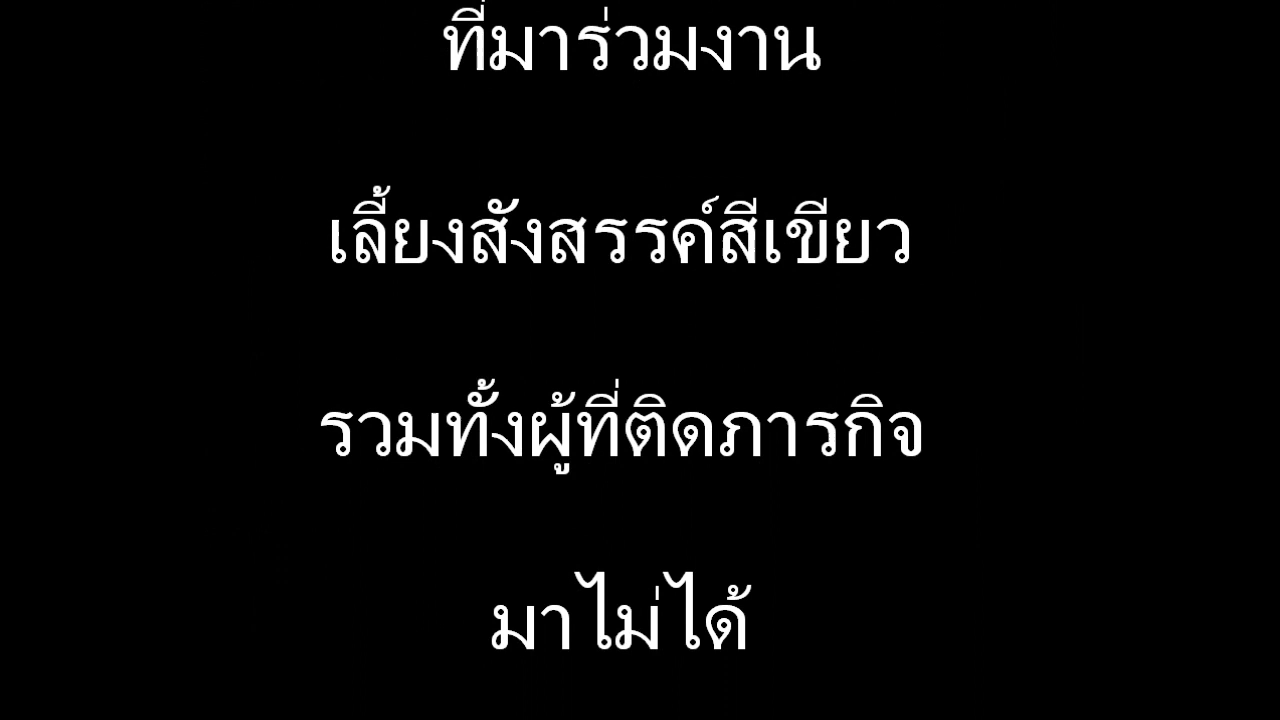 ที่มาร่วมงาน
เลี้ยงสังสรรค์สีเขียว
รวมทั้งผู้ที่ติดภารกิจ
มาไม่ได้